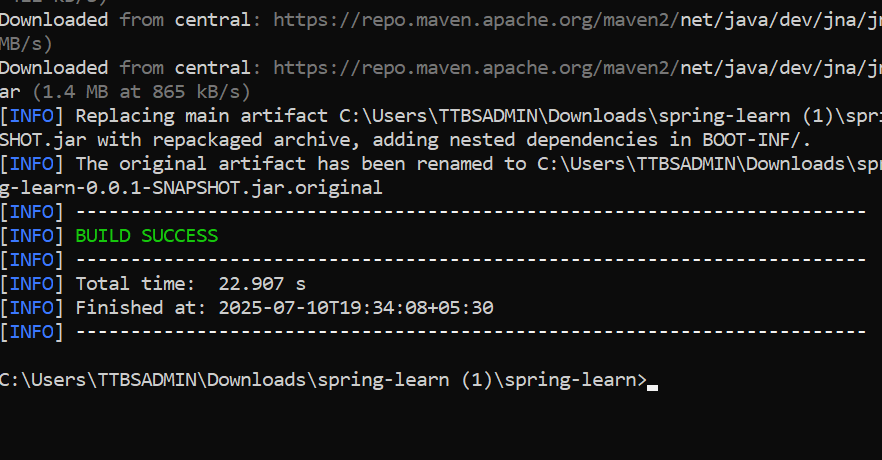 Downloaded from central: https://repo.maven.apache.org/maven2/net/java/dev/jna/jn
MB/s)
Downloaded from central: https://repo.maven.apache.org/maven2/net/java/dev/jna/jn
ar (1.4 MB at 865 kB/s)
[INFO] Replacing main artifact C:\Users\TTBSADMIN\Downloads\spring-learn (1)\spri
SHOT.jar with repackaged archive, adding nested dependencies in BOOT-INF/.
[INFO] The original artifact has been renamed to C:\Users\TTBSADMIN\Downloads\spr
g-learn-0.0.1-SNAPSHOT.jar.original
[INFO] ------------------------------------------------------------------------
[INFO] BUILD SUCCESS
[INFO] ------------------------------------------------------------------------
[INFO] Total time:  22.907 s
[INFO] Finished at: 2025-07-10T19:34:08+05:30
[INFO] ------------------------------------------------------------------------
C:\Users\TTBSADMIN\Downloads\spring-learn (1)\spring-learn>